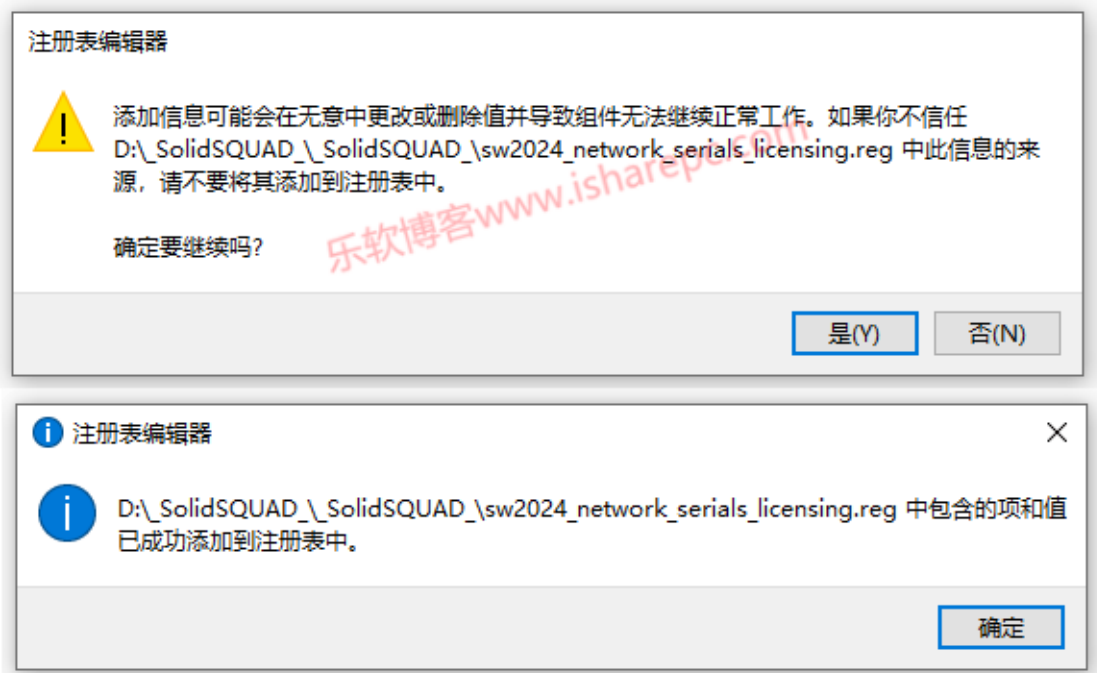 注册表编辑器
添加信息可能会在无意中更改或删除值并导致组件无法继续正常工作。如果你不信任
D:\_SolidSQUAD_\_SolidSQUAD_\sw2024_network_serials_licensing.reg 中此信息的来
源，请不要将其添加到注册表中。
乐软博客www.isharepc.com
确定要继续吗?
是(Y)
否(N)
注册表编辑器
D:\_SolidSQUAD_\_SolidSQUAD_\sw2024_network_serials_licensing.reg 中包含的项和值
已成功添加到注册表中。
确定